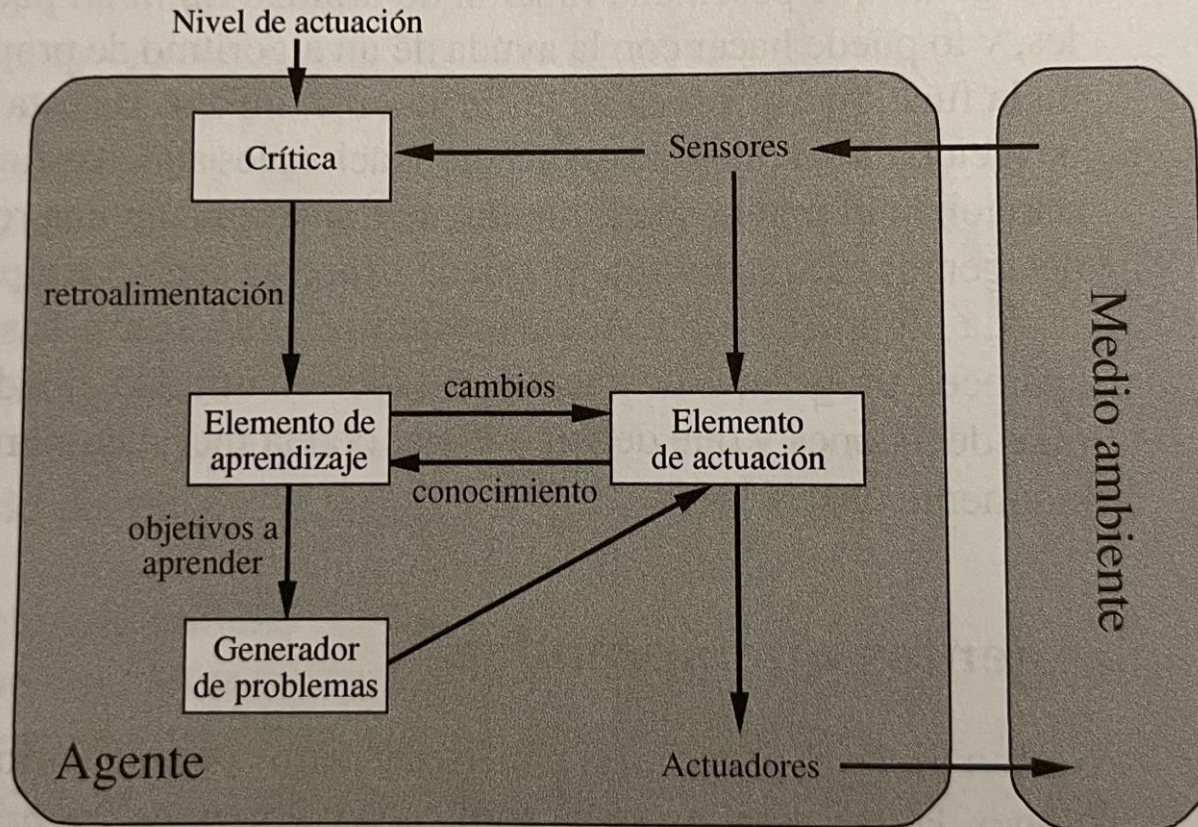 Nivel de actuación
Crítica
Sensores
retroalimentación
Elemento de
aprendizaje
cambios
conocimiento
Elemento
de actuación
objetivos a
aprender
Generador
de problemas
Agente
Actuadores
Medio ambiente